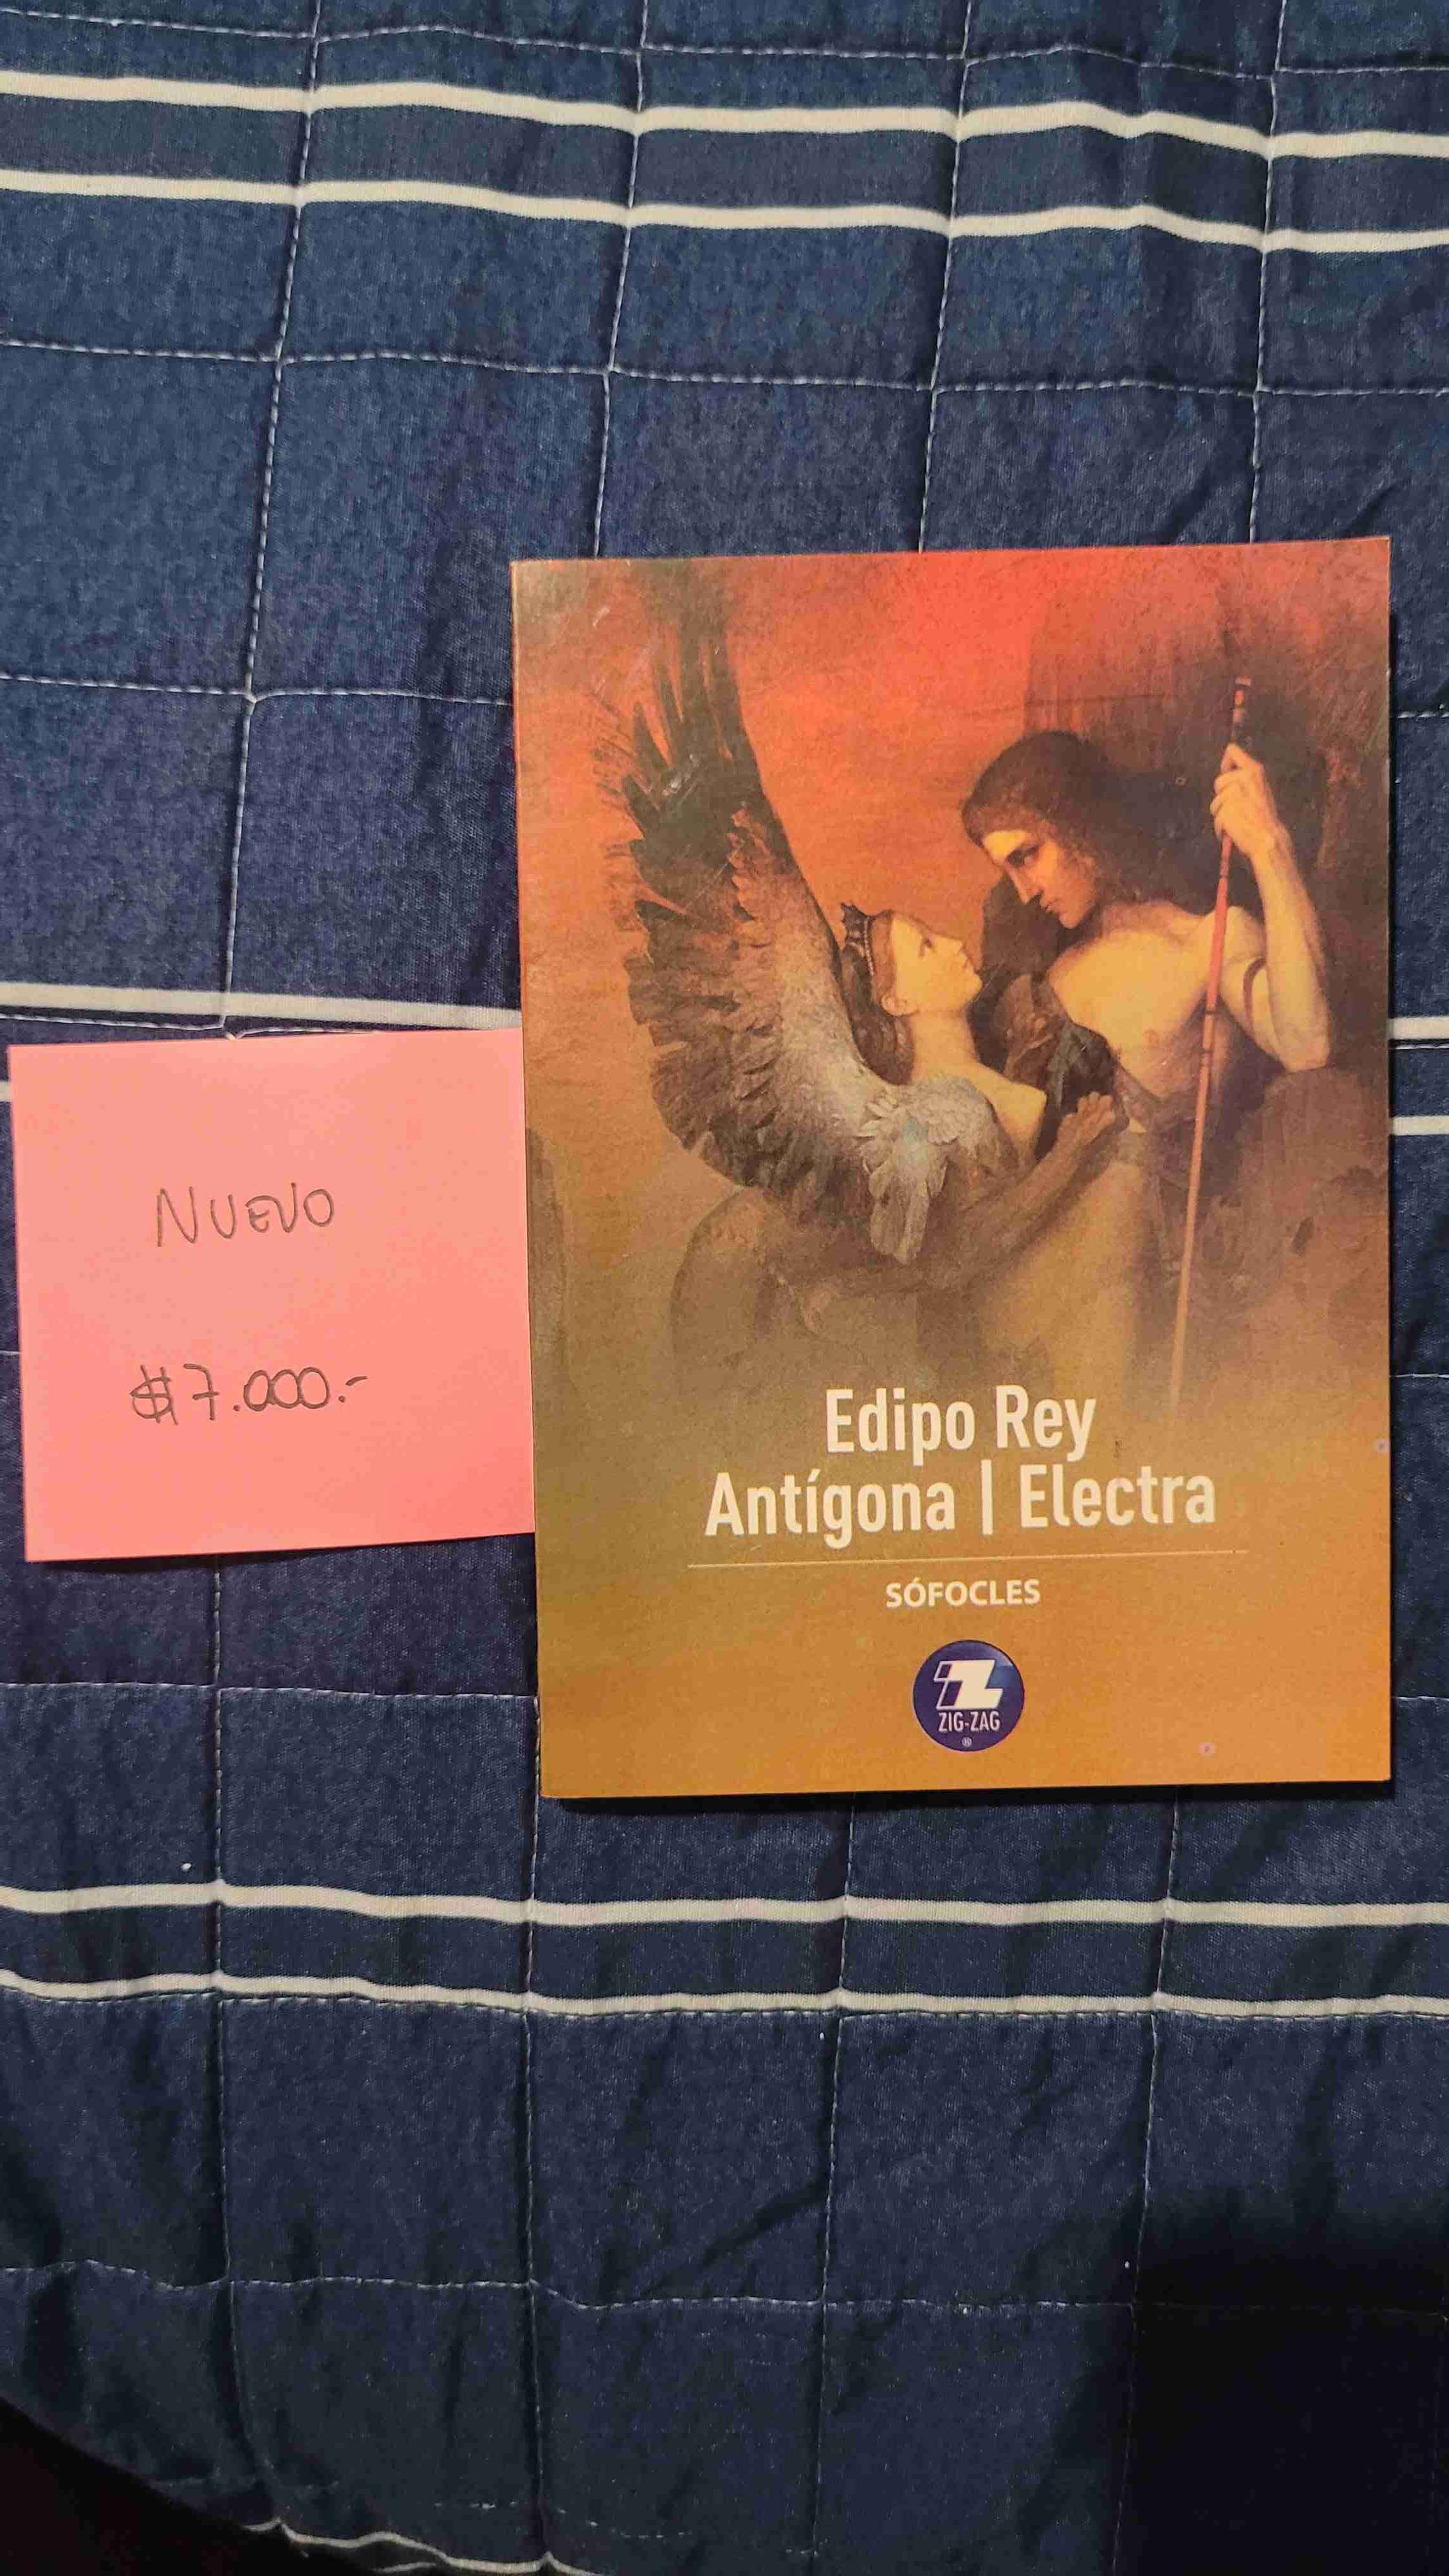 NUEVO
$7.000.-
Edipo Rey
Antígona | Electra
SÓFOCLES
ZIG-ZAG
®